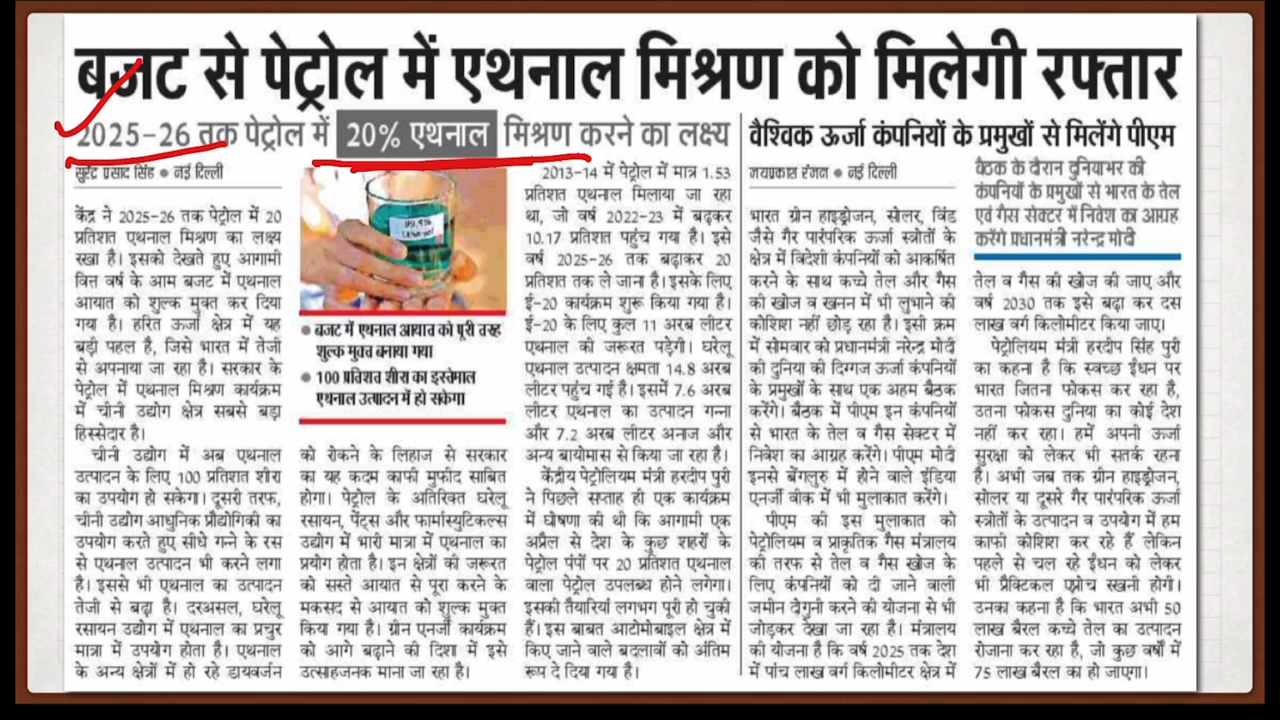 बजट से पेट्रोल में एथनाल मिश्रण को मिलेगी रफ्तार
2025-26 तक पेट्रोल में 20% एथनाल मिश्रण करने का लक्ष्य
सुरेंद्र प्रसाद सिंह ● नई दिल्ली
केंद्र ने 2025-26 तक पेट्रोल में 20
प्रतिशत एथनाल मिश्रण का लक्ष्य
रखा है। इसको देखते हुए आगामी
वित्त वर्ष के आम बजट में एथनाल
आयात को शुल्क मुक्त कर दिया
गया है। हरित ऊर्जा क्षेत्र में यह
बड़ी पहल है, जिसे भारत में तेजी
से अपनाया जा रहा है। सरकार के
पेट्रोल में एथनाल मिश्रण कार्यक्रम
में चीनी उद्योग क्षेत्र सबसे बड़ा
हिस्सेदार है।
चीनी उद्योग में अब एथनाल
उत्पादन के लिए 100 प्रतिशत शीरा
का उपयोग हो सकेगा। दूसरी तरफ,
चीनी उद्योग आधुनिक प्रौद्योगिकी का
उपयोग करते हुए सीधे गन्ने के रस
से एथनाल उत्पादन भी करने लगा
है। इससे भी एथनाल का उत्पादन
तेजी से बढ़ा है। दरअसल, घरेलू
रसायन उद्योग में एथनाल का प्रचुर
मात्रा में उपयोग होता है। एथनाल
के अन्य क्षेत्रों में हो रहे डायवर्जन
99.9%
Ethanol
● बजट में एथनाल आयात को पूरी तरह
शुल्क मुक्त बनाया गया
● 100 प्रतिशत शीरा का इस्तेमाल
एथनाल उत्पादन में हो सकेगा
को रोकने के लिहाज से सरकार
का यह कदम काफी मुफीद साबित
होगा। पेट्रोल के अतिरिक्त घरेलू
रसायन, पेंट्स और फार्मास्युटिकल्स
उद्योग में भारी मात्रा में एथनाल का
प्रयोग होता है। इन क्षेत्रों की जरूरत
को सस्ते आयात से पूरा करने के
मकसद से आयात को शुल्क मुक्त
किया गया है। ग्रीन एनर्जी कार्यक्रम
को आगे बढ़ाने की दिशा में इसे
उत्साहजनक माना जा रहा है।
2013-14 में पेट्रोल में मात्र 1.53
प्रतिशत एथनाल मिलाया जा रहा
था, जो वर्ष 2022-23 में बढ़कर
10.17 प्रतिशत पहुंच गया है। इसे
वर्ष 2025-26 तक बढ़ाकर 20
प्रतिशत तक ले जाना है। इसके लिए
ई-20 कार्यक्रम शुरू किया गया है।
ई-20 के लिए कुल 11 अरब लीटर
एथनाल की जरूरत पड़ेगी। घरेलू
एथनाल उत्पादन क्षमता 14.8 अरब
लीटर पहुंच गई है। इसमें 7.6 अरब
लीटर एथनाल का उत्पादन गन्ना
और 7.2 अरब लीटर अनाज और
अन्य बायोमास से किया जा रहा है।
केंद्रीय पेट्रोलियम मंत्री हरदीप पुरी
ने पिछले सप्ताह ही एक कार्यक्रम
में घोषणा की थी कि आगामी एक
अप्रैल से देश के कुछ शहरों के
पेट्रोल पंपों पर 20 प्रतिशत एथनाल
वाला पेट्रोल उपलब्ध होने लगेगा।
इसकी तैयारियां लगभग पूरी हो चुकी
हैं। इस बाबत आटोमोबाइल क्षेत्र में
किए जाने वाले बदलावों को अंतिम
रूप दे दिया गया है।
वैश्विक ऊर्जा कंपनियों के प्रमुखों से मिलेंगे पीएम
जयप्रकाश रंजन ● नई दिल्ली
भारत ग्रीन हाइड्रोजन, सोलर, विंड
जैसे गैर पारंपरिक ऊर्जा स्त्रोतों के
क्षेत्र में विदेशी कंपनियों को आकर्षित
करने के साथ कच्चे तेल और गैस
की खोज व खनन में भी लुभाने की
कोशिश नहीं छोड़ रहा है। इसी क्रम
में सोमवार को प्रधानमंत्री नरेन्द्र मोदी
की दुनिया की दिग्गज ऊर्जा कंपनियों
के प्रमुखों के साथ एक अहम बैठक
करेंगे। बैठक में पीएम इन कंपनियों
से भारत के तेल व गैस सेक्टर में
निवेश का आग्रह करेंगे। पीएम मोदी
इनसे बेंगलुरु में होने वाले इंडिया
एनर्जी वीक में भी मुलाकात करेंगे।
पीएम की इस मुलाकात को
पेट्रोलियम व प्राकृतिक गैस मंत्रालय
की तरफ से तेल व गैस खोज के
लिए कंपनियों को दी जाने वाली
जमीन दोगुनी करने की योजना से भी
जोड़कर देखा जा रहा है। मंत्रालय
की योजना है कि वर्ष 2025 तक देश
में पांच लाख वर्ग किलोमीटर क्षेत्र में
बैठक के दौरान दुनियाभर की
कंपनियों के प्रमुखों से भारत के तेल
एवं गैस सेक्टर में निवेश का आग्रह
करेंगे प्रधानमंत्री नरेंद्र मोदी
तेल व गैस की खोज की जाए और
वर्ष 2030 तक इसे बढ़ा कर दस
लाख वर्ग किलोमीटर किया जाए।
पेट्रोलियम मंत्री हरदीप सिंह पुरी
का कहना है कि स्वच्छ ईंधन पर
भारत जितना फोकस कर रहा है,
उतना फोकस दुनिया का कोई देश
नहीं कर रहा। हमें अपनी ऊर्जा
सुरक्षा को लेकर भी सतर्क रहना
है। अभी जब तक ग्रीन हाइड्रोजन,
सोलर या दूसरे गैर पारंपरिक ऊर्जा
स्त्रोतों के उत्पादन व उपयोग में हम
काफी कोशिश कर रहे हैं लेकिन
पहले से चल रहे ईंधन को लेकर
भी प्रैक्टिकल एप्रोच रखनी होगी।
उनका कहना है कि भारत अभी 50
लाख बैरल कच्चे तेल का उत्पादन
रोजाना कर रहा है, जो कुछ वर्षों में
75 लाख बैरल का हो जाएगा।